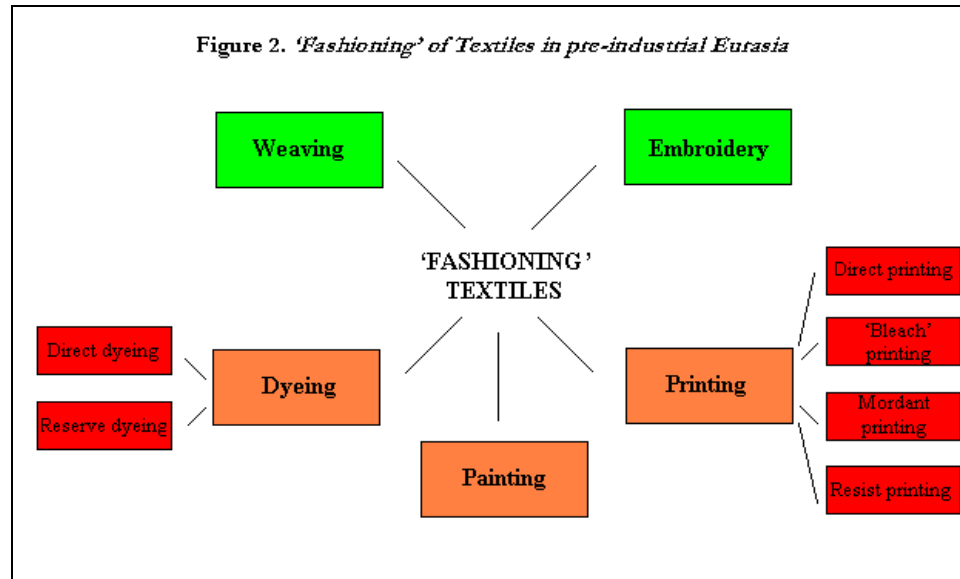 Figure 2. 'Fashioning' of Textiles in pre-industrial Eurasia
Weaving
Embroidery
'FASHIONING'
TEXTILES
Direct printing
'Bleach'
printing
Direct dyeing
Dyeing
Printing
Reserve dyeing
Mordant
printing
Painting
Resist printing